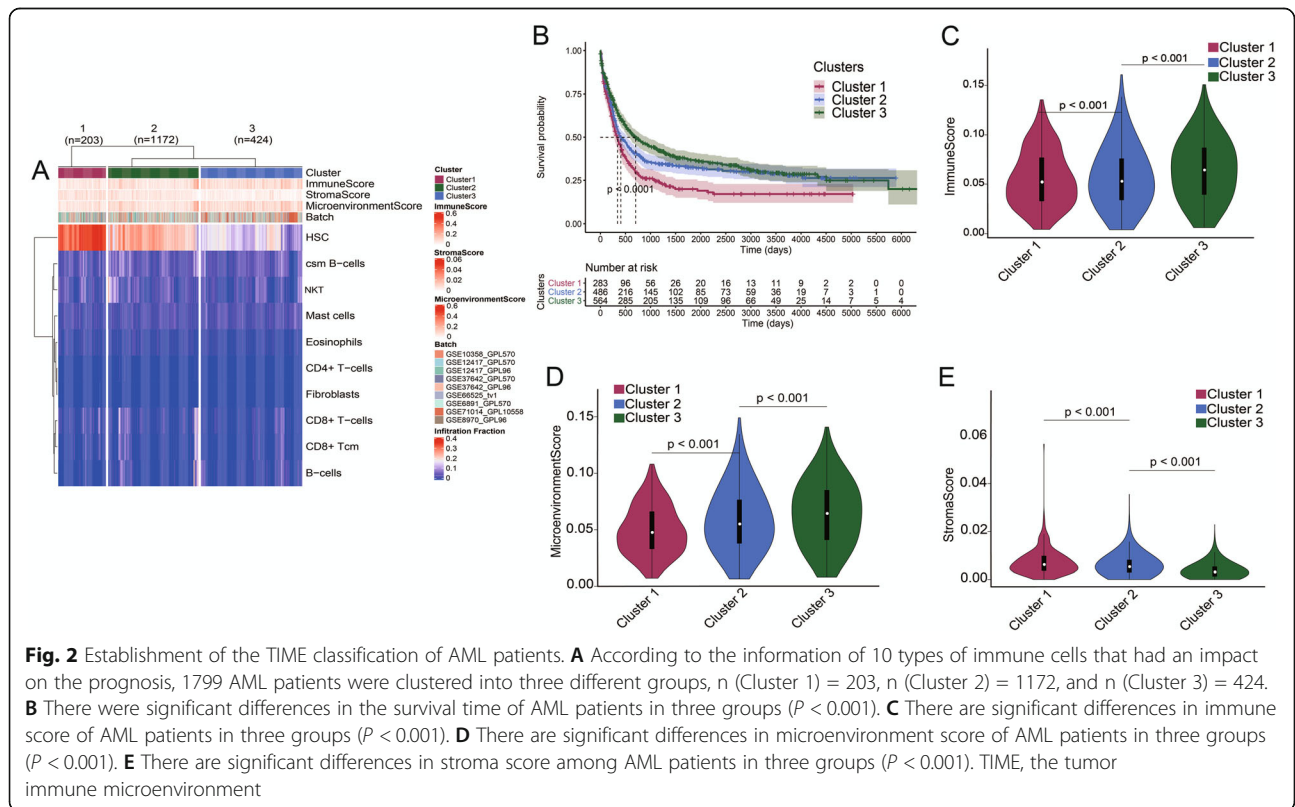 A
1
(n=203)
2
(n=1172)
3
(n=424)
Cluster
ImmuneScore
StromaScore
MicroenvironmentScore
Batch
HSC
csm B-cells
NKT
Mast cells
Eosinophils
CD4+ T-cells
Fibroblasts
CD8+ T-cells
CD8+ Tcm
B-cells
Cluster
Cluster1
Cluster2
Cluster3
ImmuneScore
0.6
0.4
0.2
0
StromaScore
0.06
0.04
0.02
0
MicroenvironmentScore
0.6
0.4
0.2
0
Batch
GSE10358_GPL570
GSE12417_GPL570
GSE12417_GPL96
GSE37642_GPL570
GSE37642_GPL96
GSE66525_tv1
GSE6891_GPL570
GSE71014_GPL10558
GSE8970_GPL96
Infitration Fraction
0.4
0.3
0.2
0.1
0
B
Clusters
Cluster 1
Cluster 2
Cluster 3
Survival probability
1.00
0.75
0.50
0.25
0.00
p < 0.0001
0 500 1000 1500 2000 2500 3000 3500 4000 4500 5000 5500 6000
Time (days)
Number at risk
Clusters
Cluster 1 283 96 56 26 20 16 13 11 9 2 2 0 0
Cluster 2 486 216 145 102 85 73 59 36 19 7 3 1 0
Cluster 3 564 285 205 135 109 96 66 49 25 14 7 5 4
0 500 1000 1500 2000 2500 3000 3500 4000 4500 5000 5500 6000
Time (days)
C
Cluster 1
Cluster 2
Cluster 3
p < 0.001
p < 0.001
ImmuneScore
0.15
0.10
0.05
0.00
Cluster 1
Cluster 2
Cluster 3
D
Cluster 1
Cluster 2
Cluster 3
p < 0.001
p < 0.001
MicroenvironmentScore
0.15
0.10
0.05
0.00
Cluster 1
Cluster 2
Cluster 3
E
Cluster 1
Cluster 2
Cluster 3
p < 0.001
p < 0.001
StromaScore
0.06
0.04
0.02
0.00
Cluster 1
Cluster 2
Cluster 3
Fig. 2 Establishment of the TIME classification of AML patients. A According to the information of 10 types of immune cells that had an impact
on the prognosis, 1799 AML patients were clustered into three different groups, n (Cluster 1) = 203, n (Cluster 2) = 1172, and n (Cluster 3) = 424.
B There were significant differences in the survival time of AML patients in three groups (P < 0.001). C There are significant differences in immune
score of AML patients in three groups (P < 0.001). D There are significant differences in microenvironment score of AML patients in three groups
(P < 0.001). E There are significant differences in stroma score among AML patients in three groups (P < 0.001). TIME, the tumor
immune microenvironment